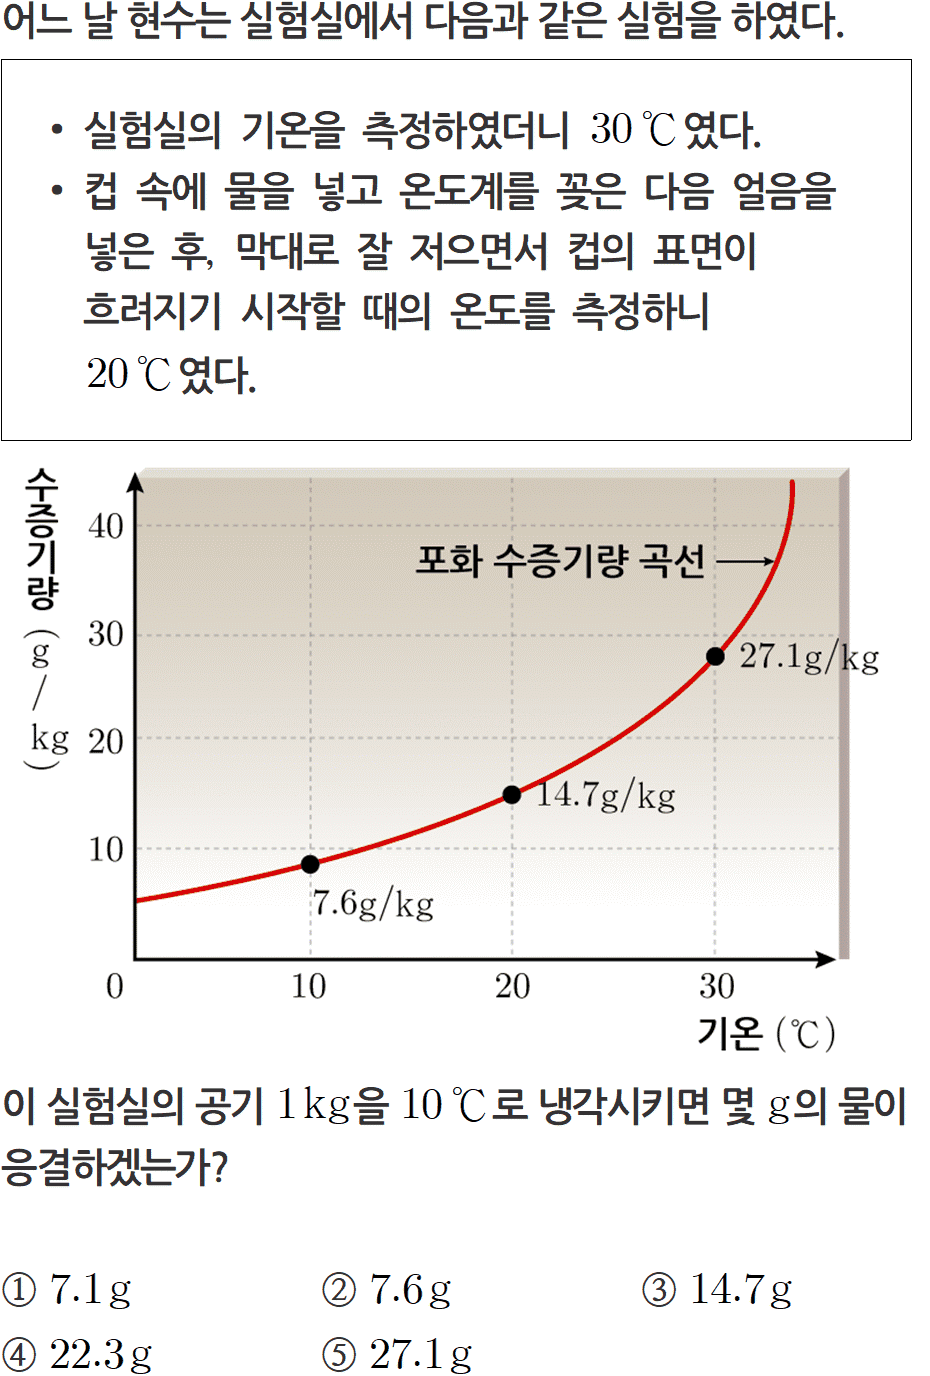 어느 날 현수는 실험실에서 다음과 같은 실험을 하였다.
• 실험실의 기온을 측정하였더니 30 ℃였다.
• 컵 속에 물을 넣고 온도계를 꽂은 다음 얼음을
넣은 후, 막대로 잘 저으면서 컵의 표면이
흐려지기 시작할 때의 온도를 측정하니
20 ℃였다.
수증기량 (g/kg)
40
포화 수증기량 곡선
30
27.1g/kg
20
14.7g/kg
10
7.6g/kg
0 10 20 30
기온 (℃)
이 실험실의 공기 1 kg을 10 ℃로 냉각시키면 몇 g의 물이
응결하겠는가?
① 7.1 g ② 7.6 g ③ 14.7 g
④ 22.3 g ⑤ 27.1 g